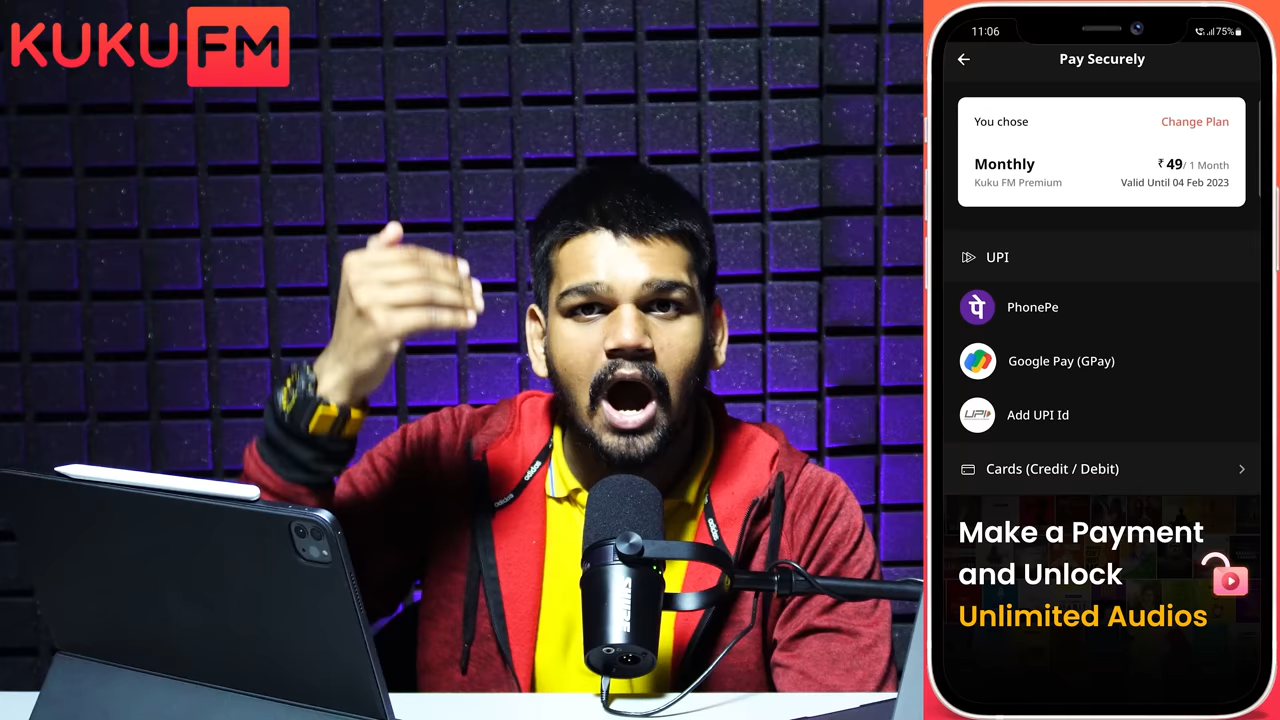 KUKU FM
11:06
75%
Pay Securely
You chose
Change Plan
Monthly
₹ 49/ 1 Month
Kuku FM Premium
Valid Until 04 Feb 2023
UPI
पे
PhonePe
Google Pay (GPay)
UPI
Add UPI Id
Cards (Credit / Debit)
Make a Payment
and Unlock
Unlimited Audios
adidas
adidas
SHURE